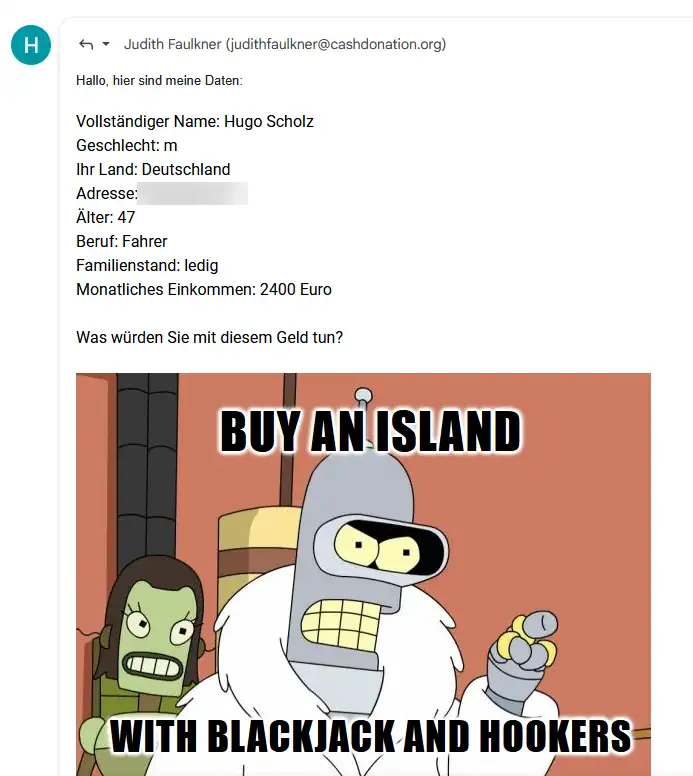 H
Judith Faulkner (judithfaulkner@cashdonation.org)
Hallo, hier sind meine Daten:
Vollständiger Name: Hugo Scholz
Geschlecht: m
Ihr Land: Deutschland
Adresse:
Älter: 47
Beruf: Fahrer
Familienstand: ledig
Monatliches Einkommen: 2400 Euro
Was würden Sie mit diesem Geld tun?
BUY AN ISLAND
WITH BLACKJACK AND HOOKERS